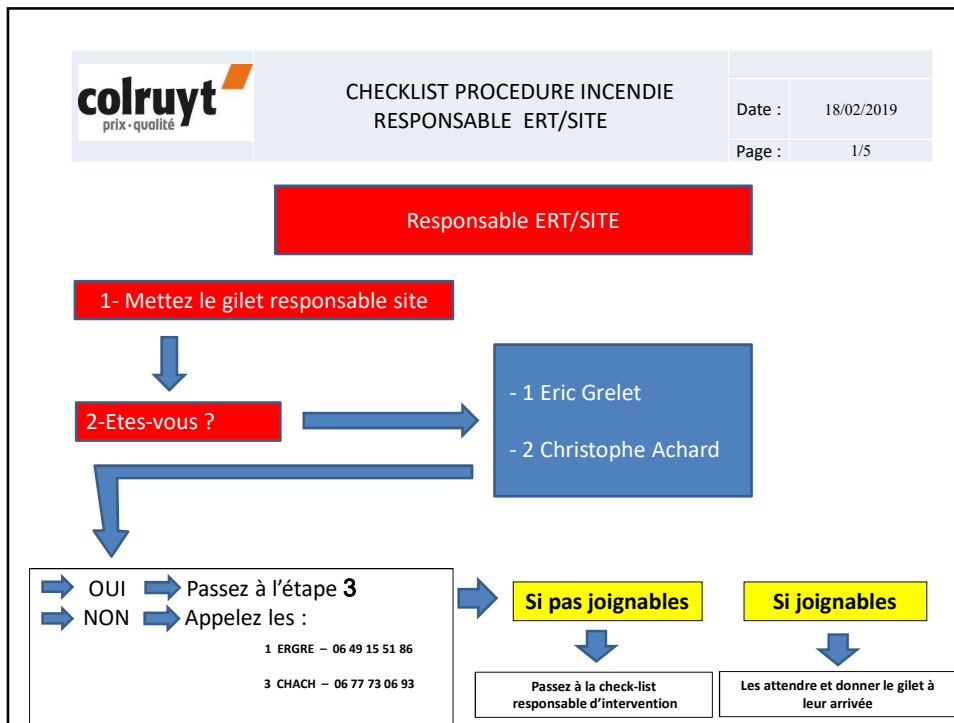 colruyt
prix·qualité
CHECKLIST PROCEDURE INCENDIE
RESPONSABLE ERT/SITE
Date :
18/02/2019
Page :
1/5
Responsable ERT/SITE
1- Mettez le gilet responsable site
- 1 Eric Grelet
2-Etes-vous ?
- 2 Christophe Achard
OUI Passez à l'étape 3
NON Appelez les :
1 ERGRE – 06 49 15 51 86
3 CHACH – 06 77 73 06 93
Si pas joignables
Si joignables
Passez à la check-list
responsable d'intervention
Les attendre et donner le gilet à
leur arrivée